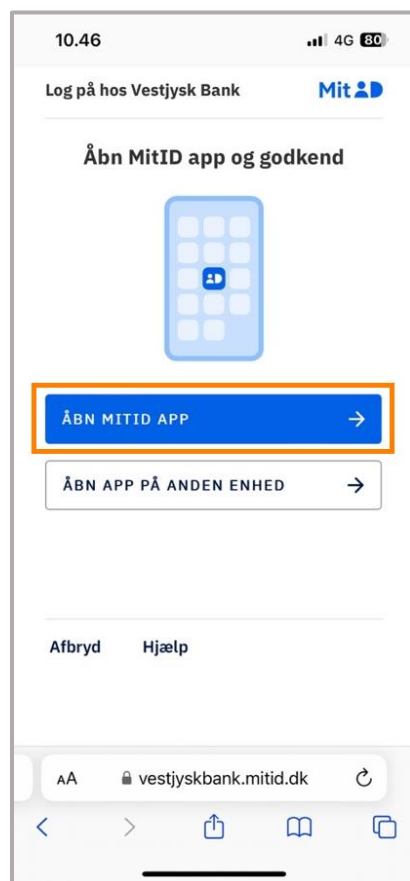 10.46
4G 80
Log på hos Vestjysk Bank
Mit
Åbn MitID app og godkend
ÅBN MITID APP
ÅBN APP PÅ ANDEN ENHED
Afbryd Hjælp
AA vestjyskbank.mitid.dk